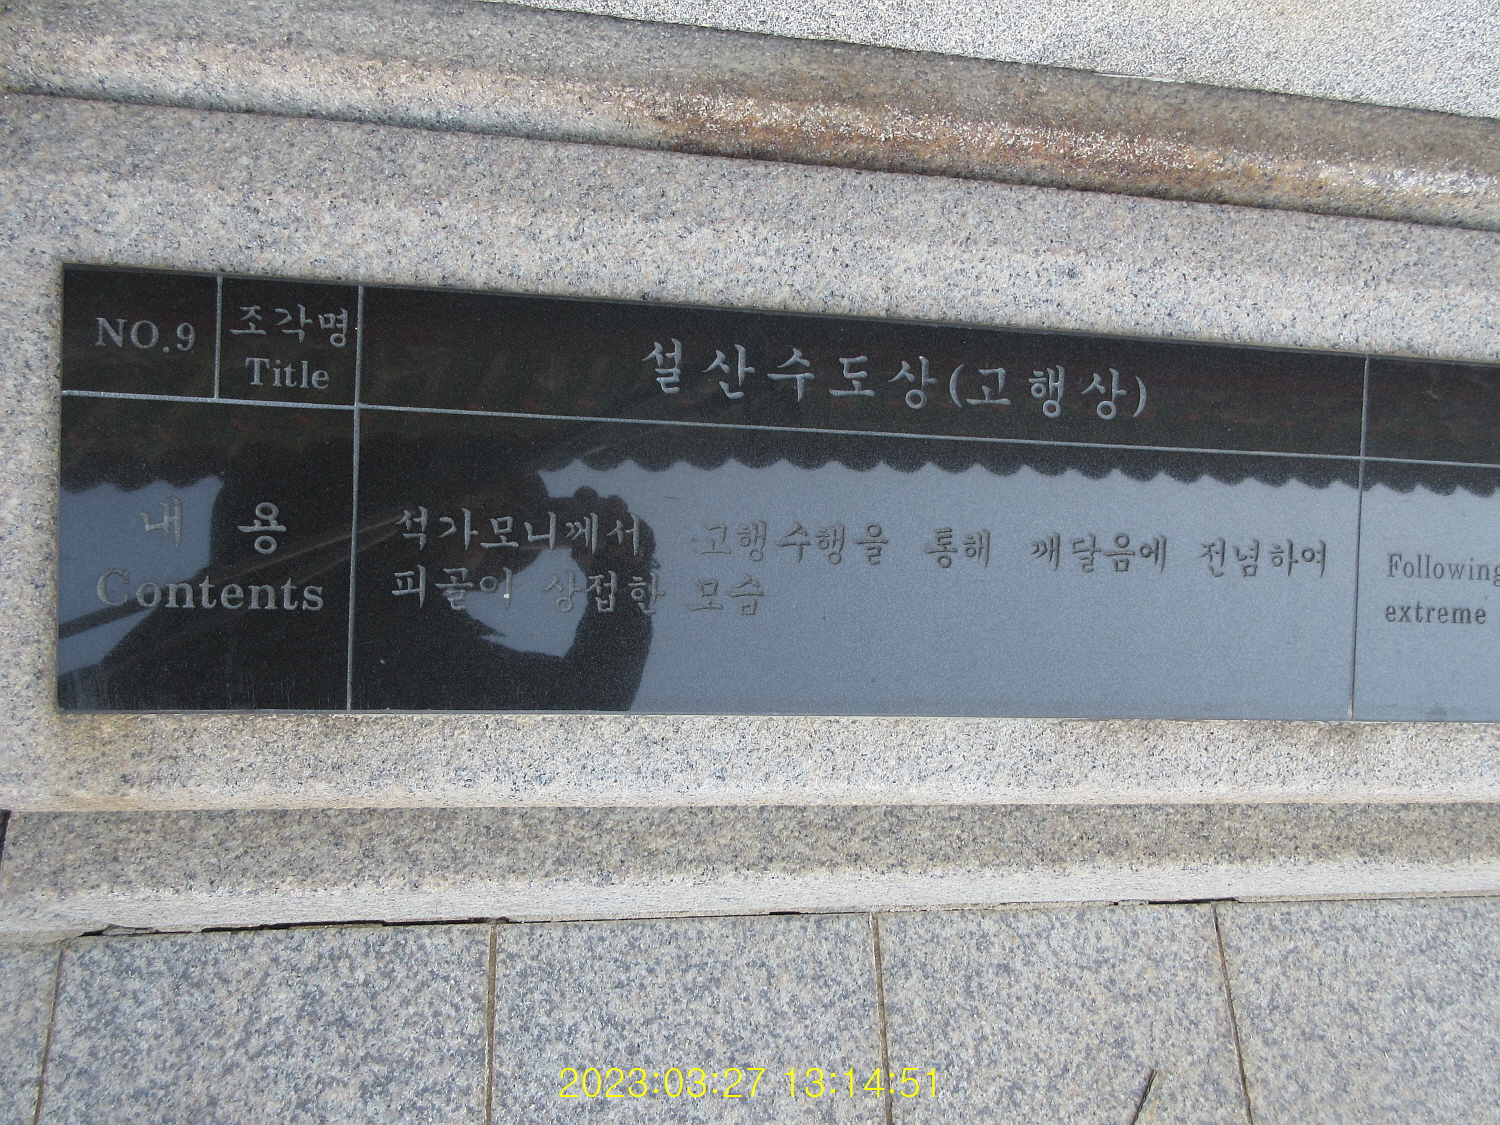 NO.9
조각명
Title
설산수도상(고행상)
내 용
Contents
석가모니께서 고행수행을 통해 깨달음에 전념하여
피골이 상접한 모습
Following
extreme
2023:03:27 13:14:51